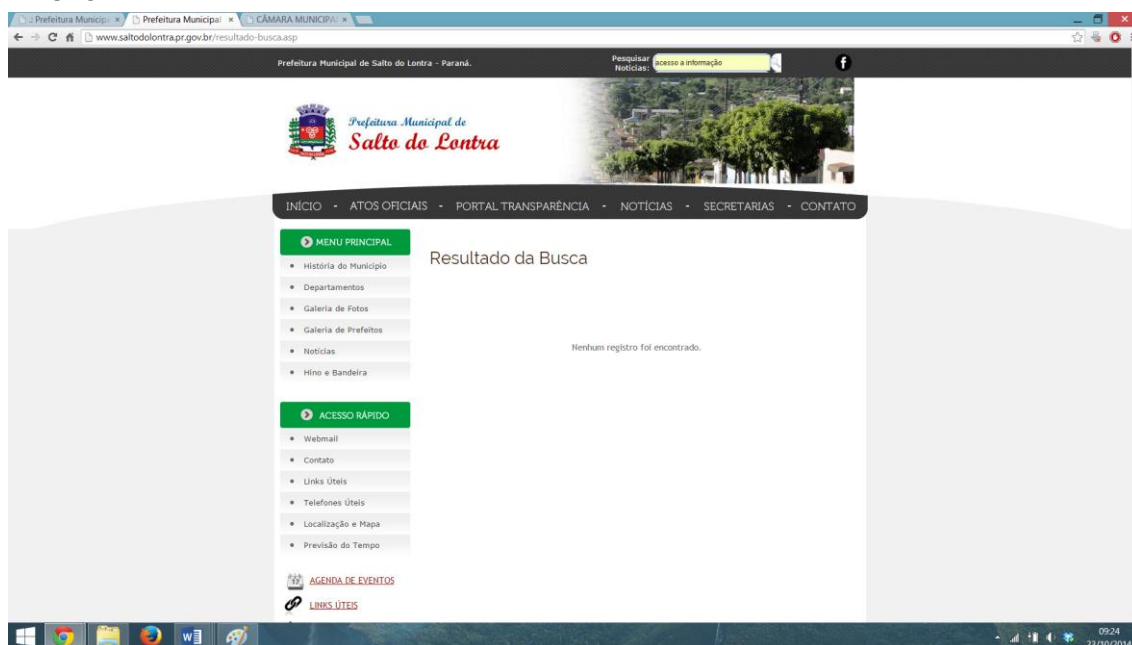 .: Prefeitura Municip
Prefeitura Municipal
CÂMARA MUNICIPA
www.saltodolontra.pr.gov.br/resultado-busca.asp
Prefeitura Municipal de Salto do Lontra - Paraná.
Pesquisar
Notícias:
acesso a informação
Prefeitura Municipal de
Salto do Lontra
INÍCIO - ATOS OFICIAIS - PORTAL TRANSPARÊNCIA - NOTÍCIAS - SECRETARIAS - CONTATO
MENU PRINCIPAL
Resultado da Busca
História do Município
Departamentos
Galeria de Fotos
Galeria de Prefeitos
Notícias
Hino e Bandeira
Nenhum registro foi encontrado.
ACESSO RÁPIDO
Webmail
Contato
Links Úteis
Telefones Úteis
Localização e Mapa
Previsão do Tempo
AGENDA DE EVENTOS
LINKS ÚTEIS
09:24
23/10/2014